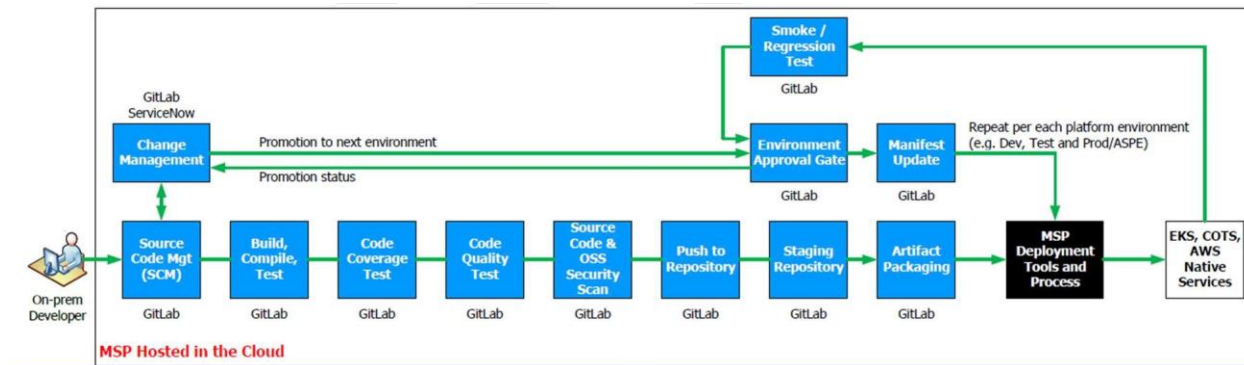 Smoke /
Regression
Test
GitLab
GitLab
ServiceNow
Change
Management
Promotion to next environment
Promotion status
Environment
Approval Gate
GitLab
Manifest
Update
GitLab
Repeat per each platform environment
(e.g. Dev, Test and Prod/ASPE)
On-prem
Developer
Source
Code Mgt
(SCM)
GitLab
Build,
Compile,
Test
GitLab
Code
Coverage
Test
GitLab
Code
Quality
Test
GitLab
Source
Code &
OSS
Security
Scan
GitLab
Push to
Repository
GitLab
Staging
Repository
GitLab
Artifact
Packaging
GitLab
MSP
Deployment
Tools and
Process
EKS, COTS,
AWS
Native
Services
MSP Hosted in the Cloud